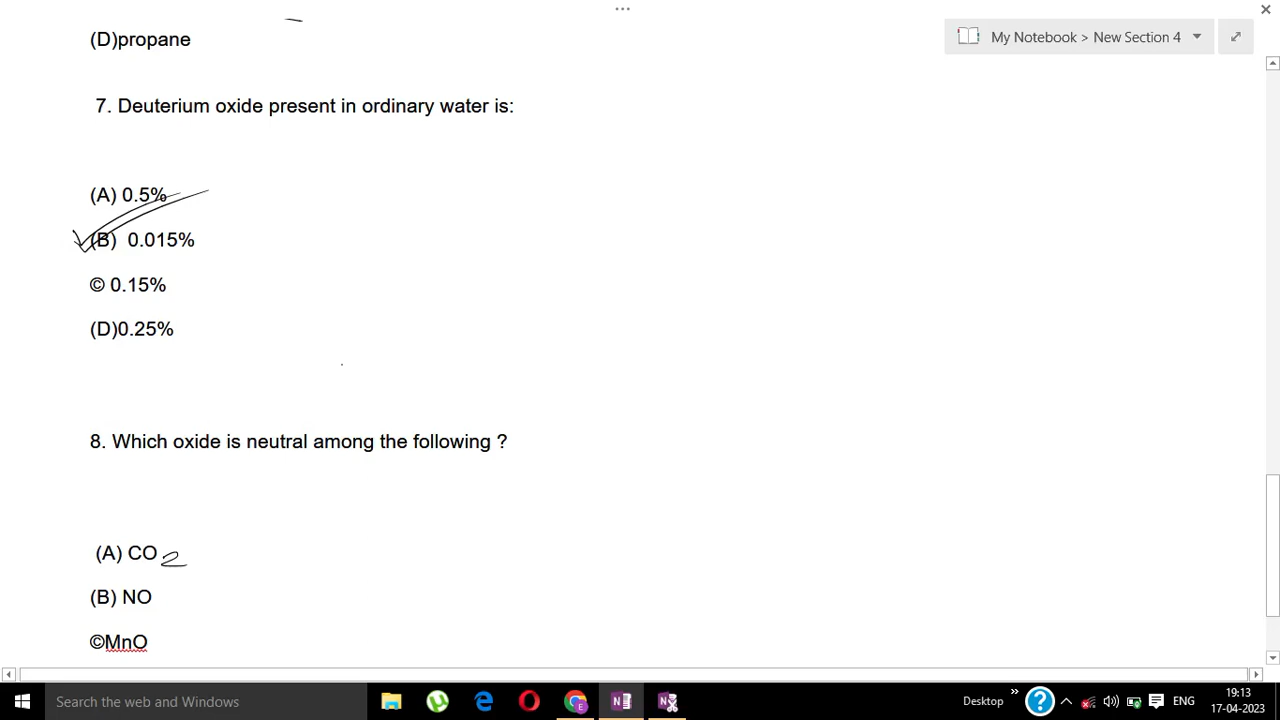 (D)propane
My Notebook > New Section 4
7. Deuterium oxide present in ordinary water is:
(A) 0.5%
(B) 0.015%
© 0.15%
(D)0.25%
8. Which oxide is neutral among the following ?
(A) CO 2
(B) NO
©MnO
Search the web and Windows
Desktop
ENG
19:13
17-04-2023